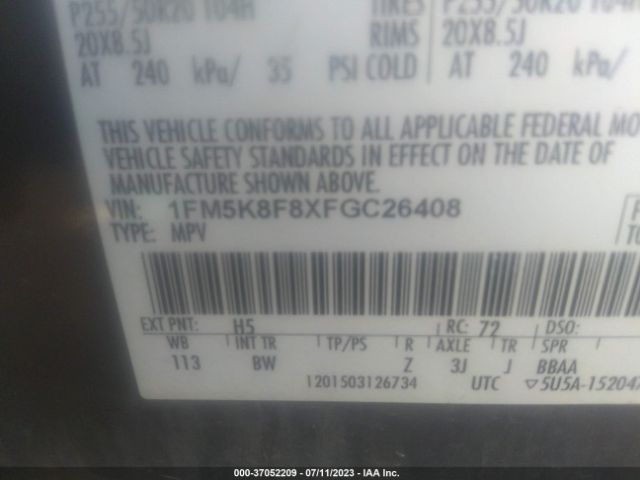 P255/50R20 104H TIRES P255/50R20 104H
20X8.5J RIMS 20X8.5J
AT 240 kPa/ 35 PSI COLD AT 240 kPa/
THIS VEHICLE CONFORMS TO ALL APPLICABLE FEDERAL MO
VEHICLE SAFETY STANDARDS IN EFFECT ON THE DATE OF
MANUFACTURE SHOWN ABOVE.
VIN: 1FM5K8F8XFGC26408
TYPE: MPV
EXT PNT: H5 RC: 72 DSO:
WB INT TR TP/PS R AXLE TR SPR
113 BW Z 3J J BBAA
1201503126734 UTC ▽5U5A-15204
000-37052209 - 07/11/2023 - IAA Inc.